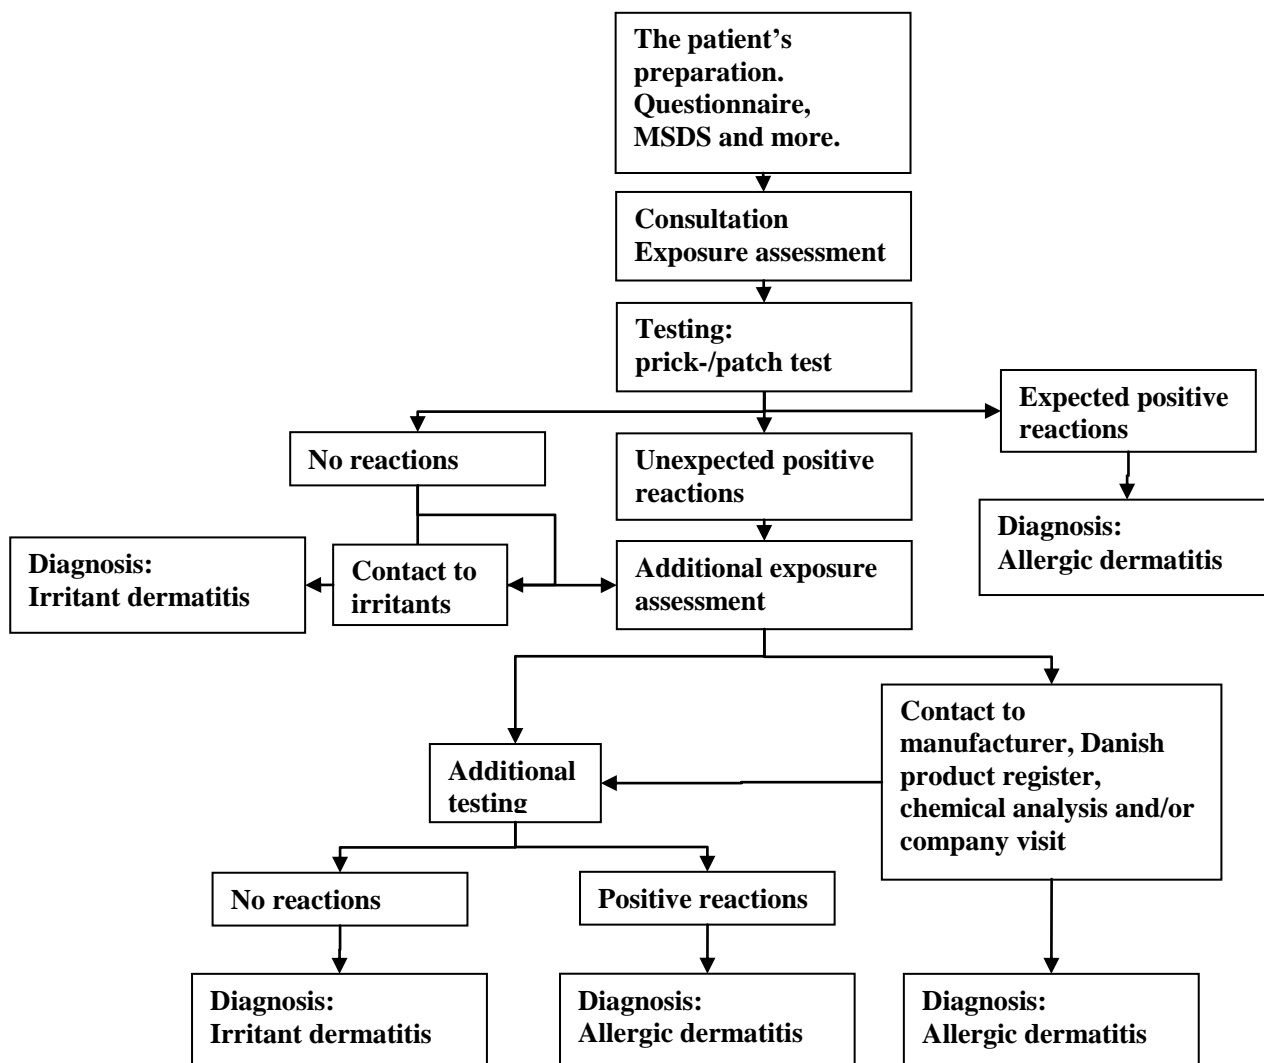 The patient’s
preparation.
Questionnaire,
MSDS and more.
Consultation
Exposure assessment
Testing:
prick-/patch test
Expected positive
reactions
No reactions
Unexpected positive
reactions
Diagnosis:
Allergic dermatitis
Diagnosis:
Irritant dermatitis
Contact to
irritants
Additional exposure
assessment
Contact to
manufacturer, Danish
product register,
chemical analysis and/or
company visit
Additional
testing
No reactions
Positive reactions
Diagnosis:
Irritant dermatitis
Diagnosis:
Allergic dermatitis
Diagnosis:
Allergic dermatitis